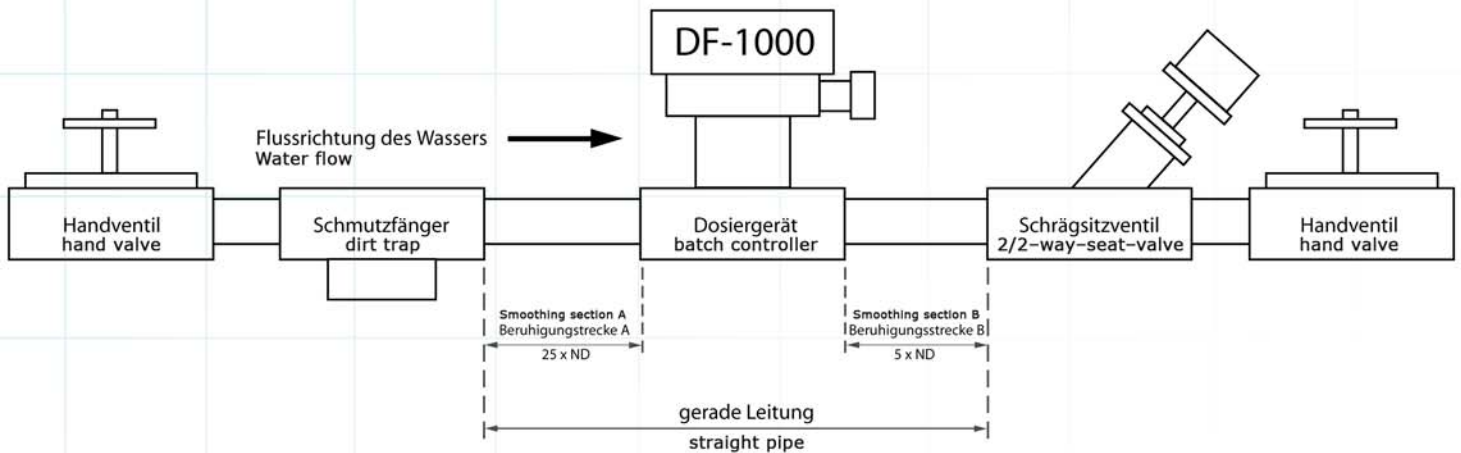 DF-1000
Flussrichtung des Wassers
Water flow
Handventil
hand valve
Schmutzfänger
dirt trap
Dosiergerät
batch controller
Schrägsitzventil
2/2-way-seat-valve
Handventil
hand valve
Smoothing section A
Beruhigungstrecke A
25 x ND
Smoothing section B
Beruhigungsstrecke B
5 x ND
gerade Leitung
straight pipe